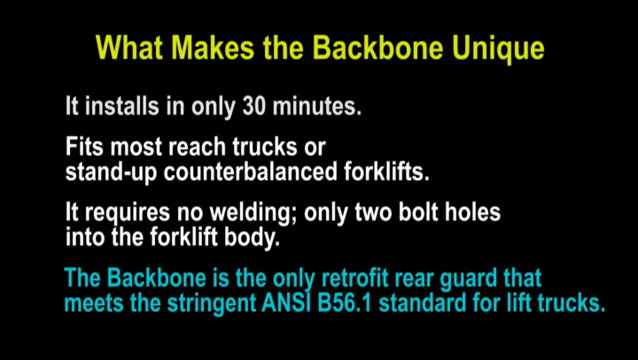 What Makes the Backbone Unique
It installs in only 30 minutes.
Fits most reach trucks or
stand-up counterbalanced forklifts.
It requires no welding; only two bolt holes
into the forklift body.
The Backbone is the only retrofit rear guard that
meets the stringent ANSI B56.1 standard for lift trucks.